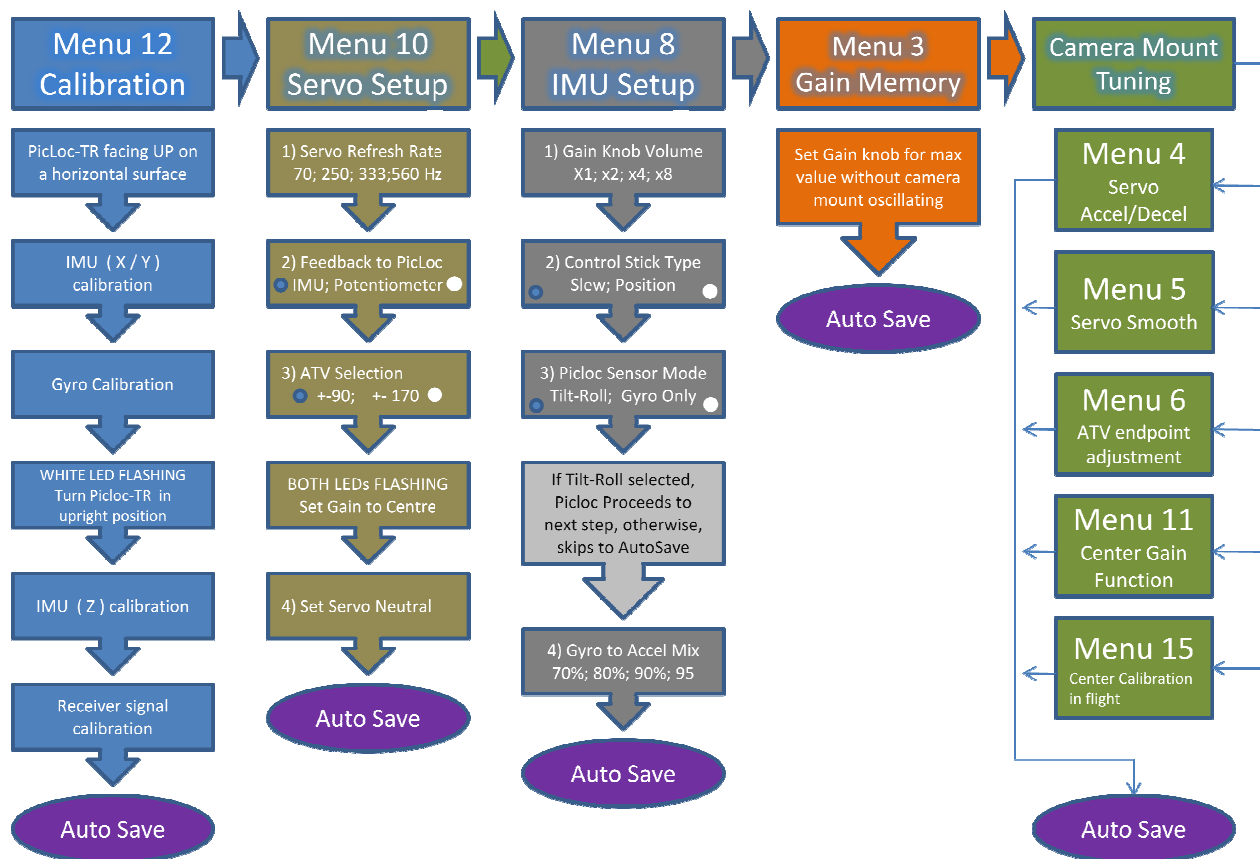 Menu 12
Calibration
Menu 10
Servo Setup
Menu 8
IMU Setup
Menu 3
Gain Memory
Camera Mount
Tuning
PicLoc-TR facing UP on
a horizontal surface
IMU ( X / Y )
calibration
Gyro Calibration
WHITE LED FLASHING
Turn Picloc-TR in
upright position
IMU ( Z ) calibration
Receiver signal
calibration
Auto Save
1) Servo Refresh Rate
70; 250; 333;560 Hz
2) Feedback to PicLoc
IMU; Potentiometer
3) ATV Selection
+-90; +- 170
BOTH LEDs FLASHING
Set Gain to Centre
4) Set Servo Neutral
Auto Save
1) Gain Knob Volume
X1; x2; x4; x8
2) Control Stick Type
Slew; Position
3) Picloc Sensor Mode
Tilt-Roll; Gyro Only
If Tilt-Roll selected,
Picloc Proceeds to
next step, otherwise,
skips to AutoSave
4) Gyro to Accel Mix
70%; 80%; 90%; 95
Auto Save
Set Gain knob for max
value without camera
mount oscillating
Auto Save
Menu 4
Servo
Accel/Decel
Menu 5
Servo Smooth
Menu 6
ATV endpoint
adjustment
Menu 11
Center Gain
Function
Menu 15
Center Calibration
in flight
Auto Save